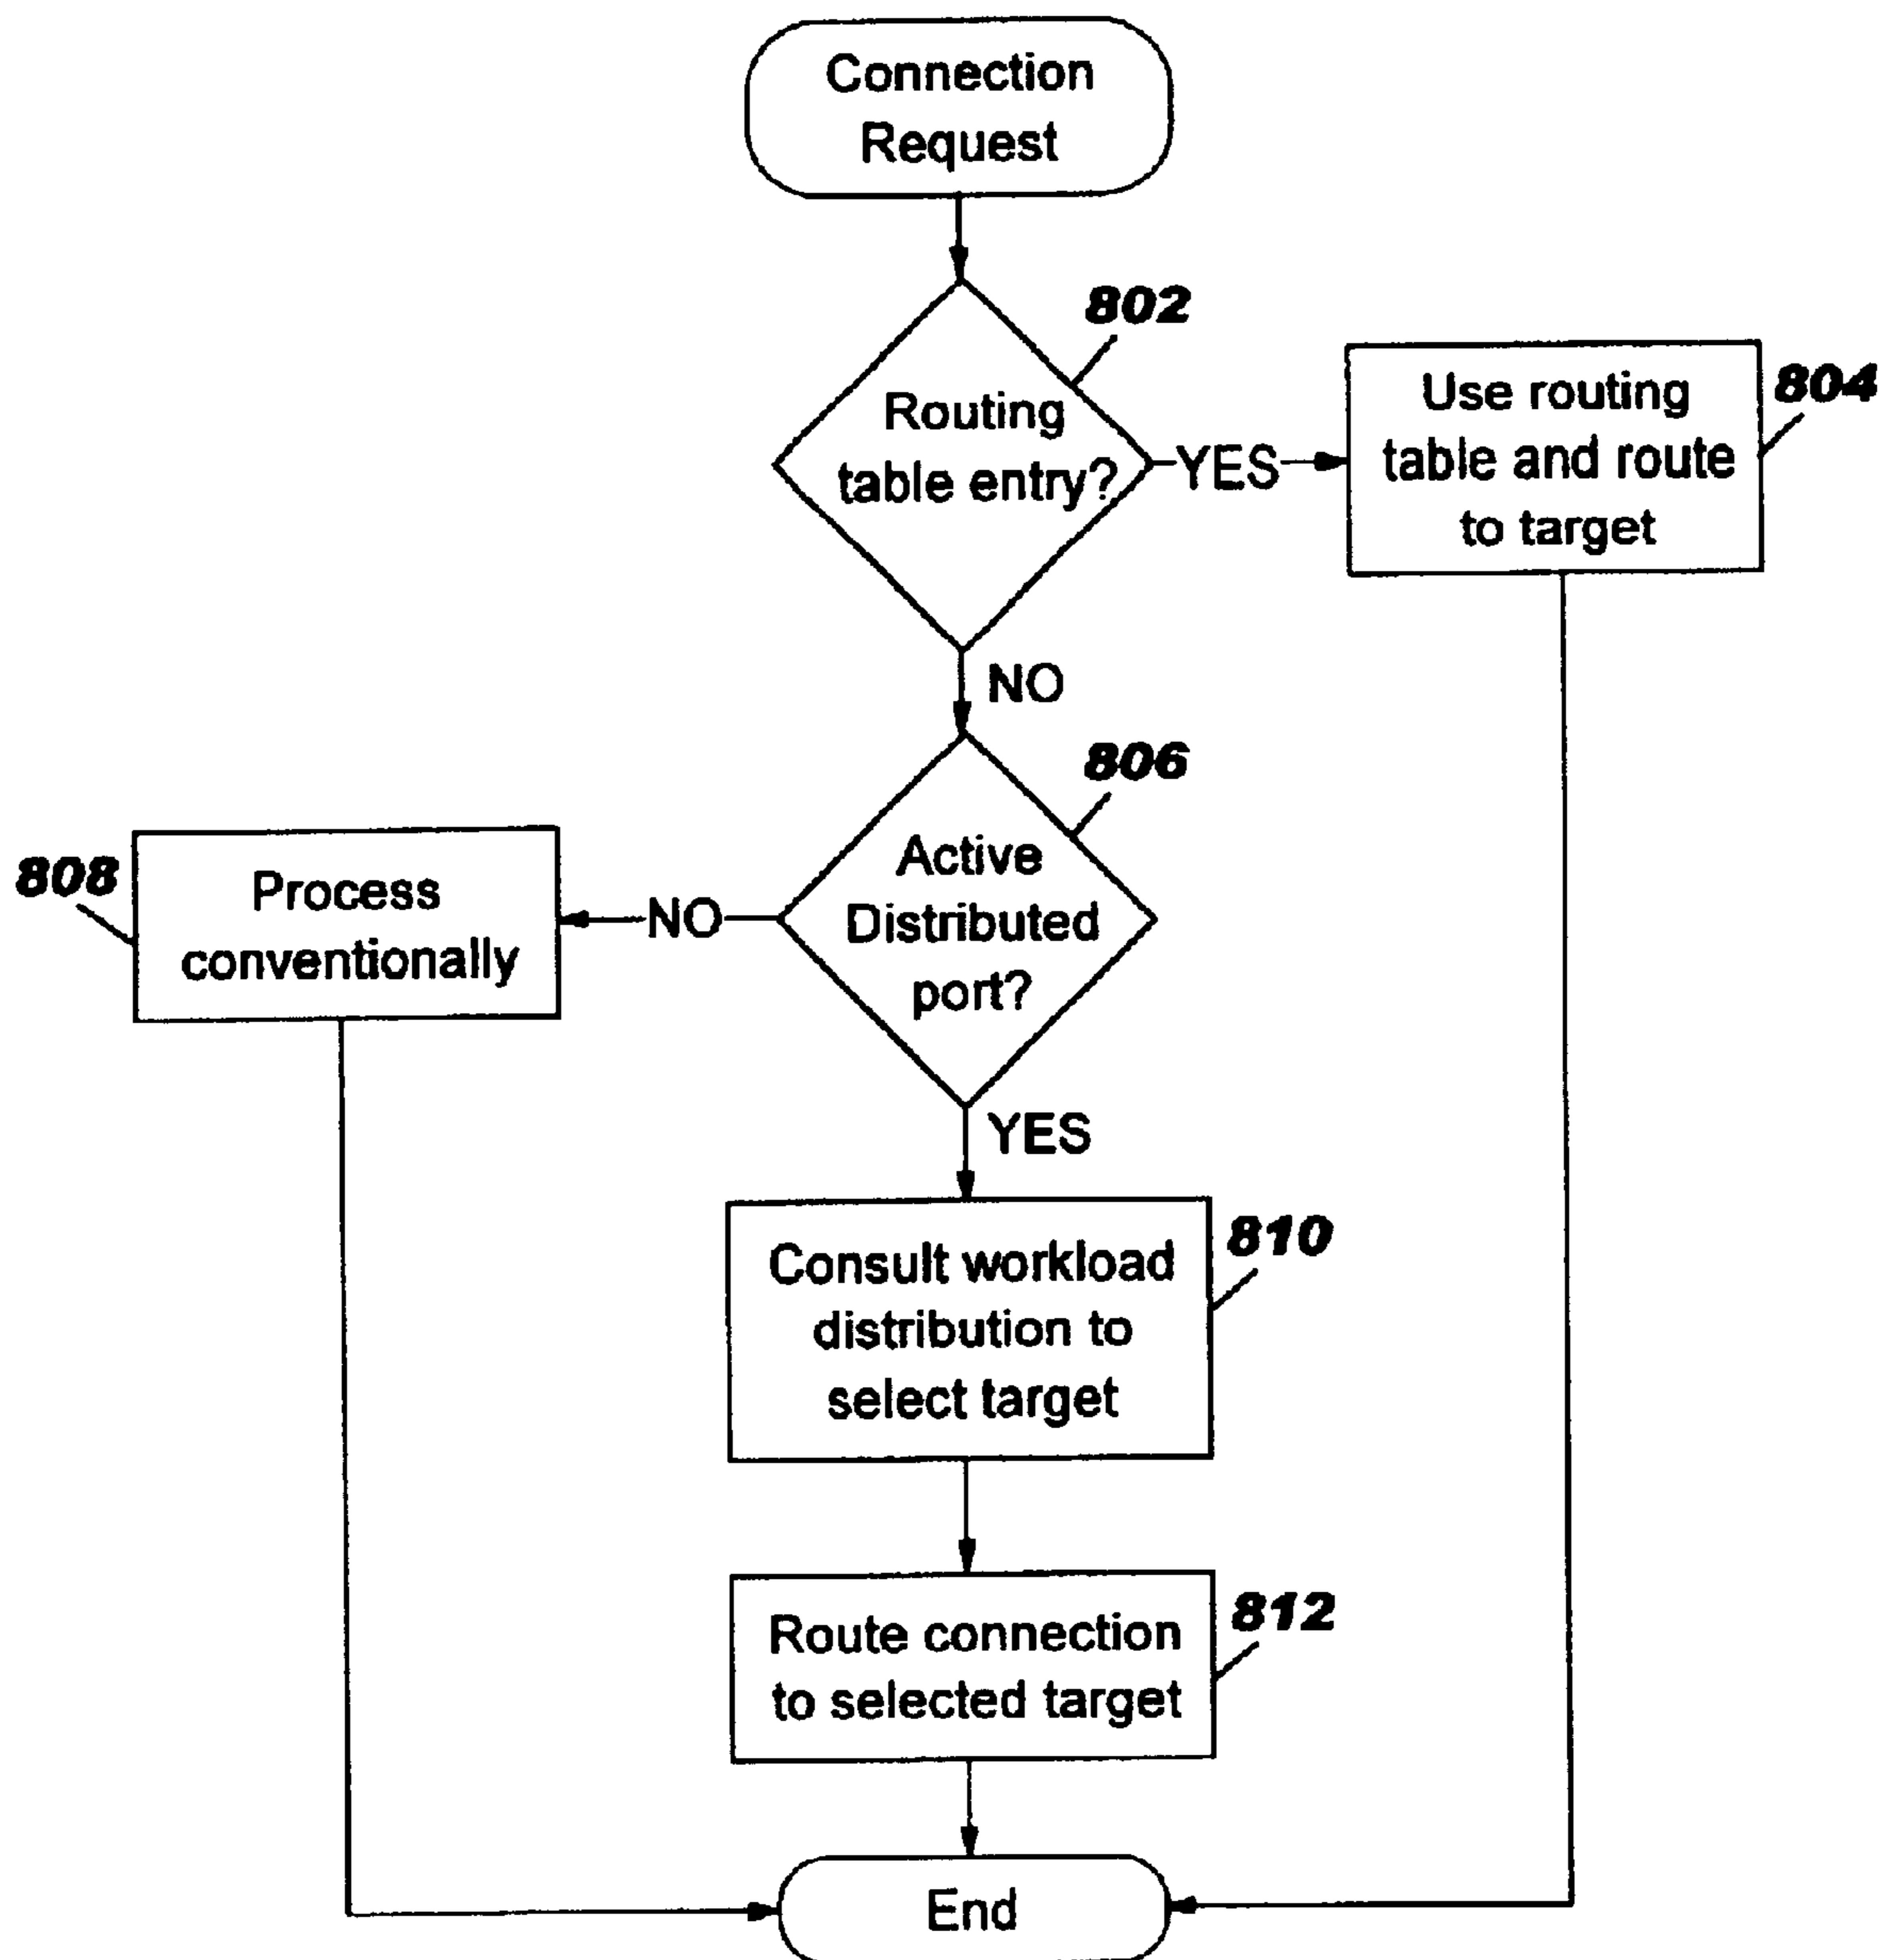 Connection
Request
802
Routing
table entry?
YES
Use routing
table and route
to target
804
NO
806
Active
Distributed
port?
NO
808
Process
conventionally
YES
810
Consult workload
distribution to
select target
812
Route connection
to selected target
End